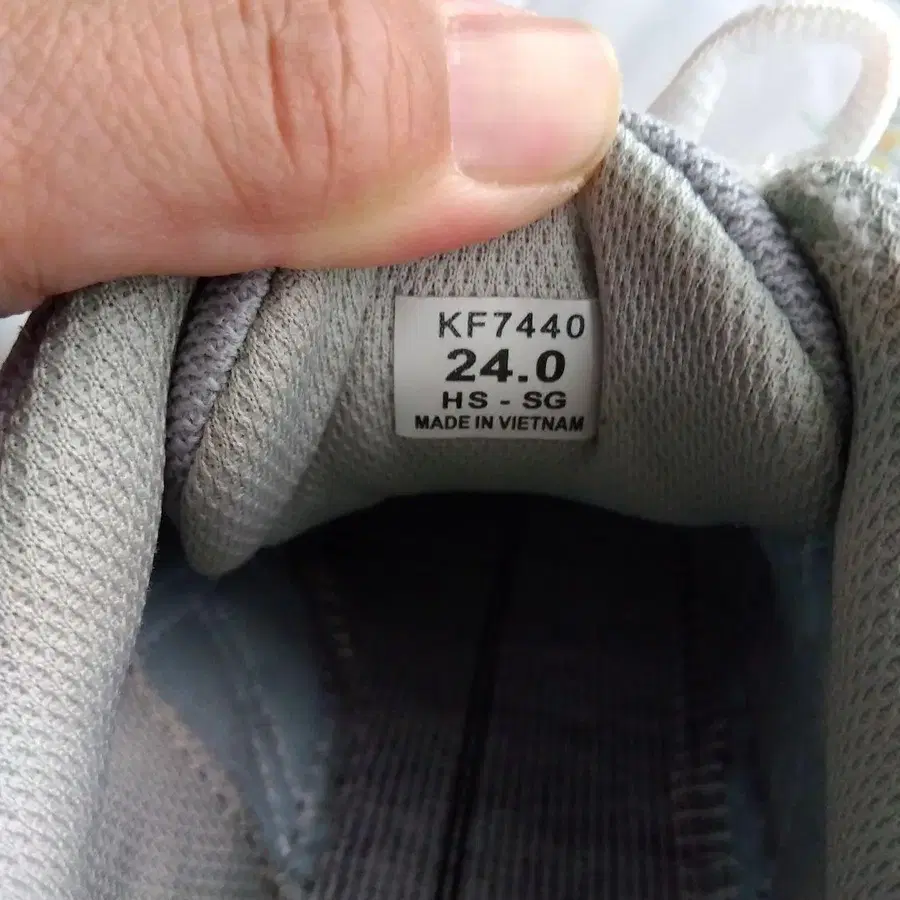 KF7440
24.0
HS - SG
MADE IN VIETNAM